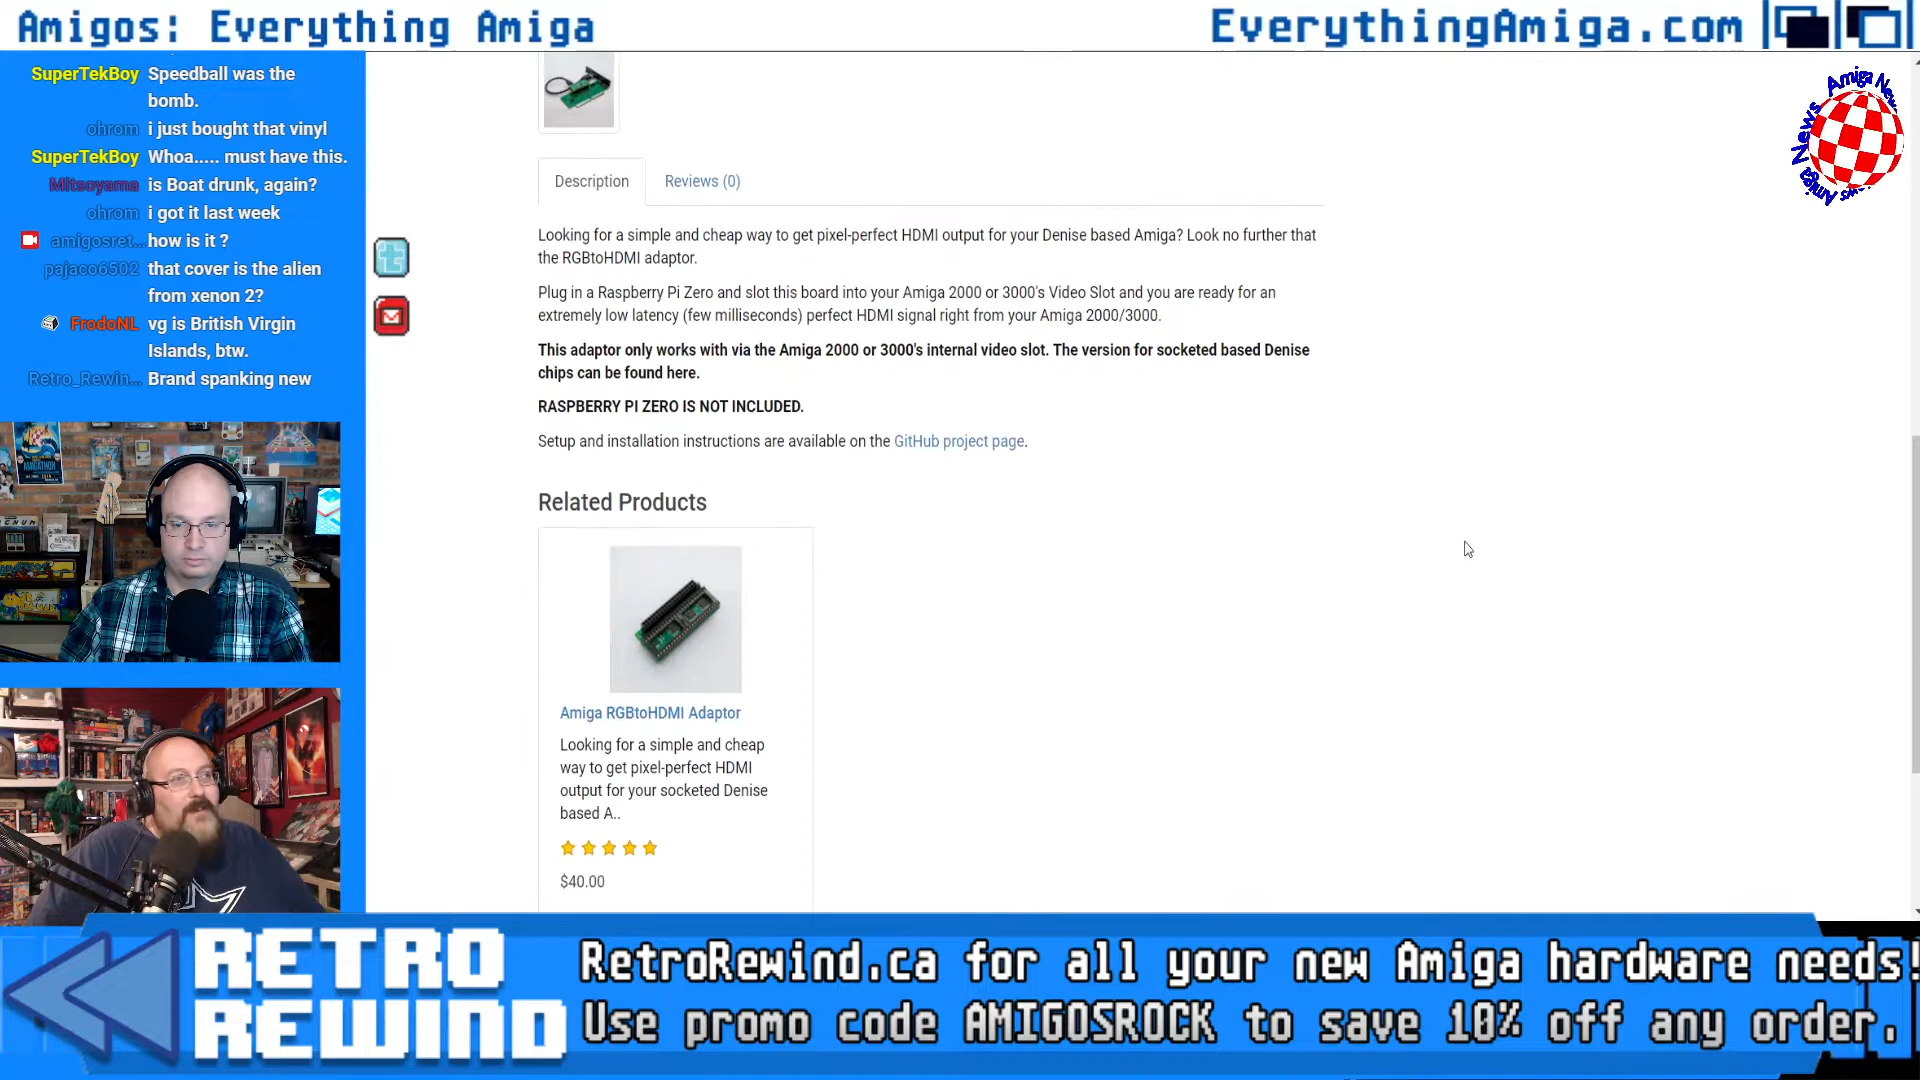 Amigos: Everything Amiga
EverythingAmiga.com
SuperTekBoy Speedball was the
bomb.
ohrom i just bought that vinyl
SuperTekBoy Whoa..... must have this.
Mitsoyama is Boat drunk, again?
ohrom i got it last week
amigosret... how is it ?
pajaco6502 that cover is the alien
from xenon 2?
FrodoNL vg is British Virgin
Islands, btw.
Retro_Rewin... Brand spanking new
Amiga News
Description
Reviews (0)
Looking for a simple and cheap way to get pixel-perfect HDMI output for your Denise based Amiga? Look no further that
the RGBtoHDMI adaptor.
Plug in a Raspberry Pi Zero and slot this board into your Amiga 2000 or 3000's Video Slot and you are ready for an
extremely low latency (few milliseconds) perfect HDMI signal right from your Amiga 2000/3000.
This adaptor only works with via the Amiga 2000 or 3000's internal video slot. The version for socketed based Denise
chips can be found here.
RASPBERRY PI ZERO IS NOT INCLUDED.
Setup and installation instructions are available on the GitHub project page.
Related Products
Amiga RGBtoHDMI Adaptor
Looking for a simple and cheap
way to get pixel-perfect HDMI
output for your socketed Denise
based A..
$40.00
RETRO
REWIND
RetroRewind.ca for all your new Amiga hardware needs!
Use promo code AMIGOSROCK to save 10% off any order.